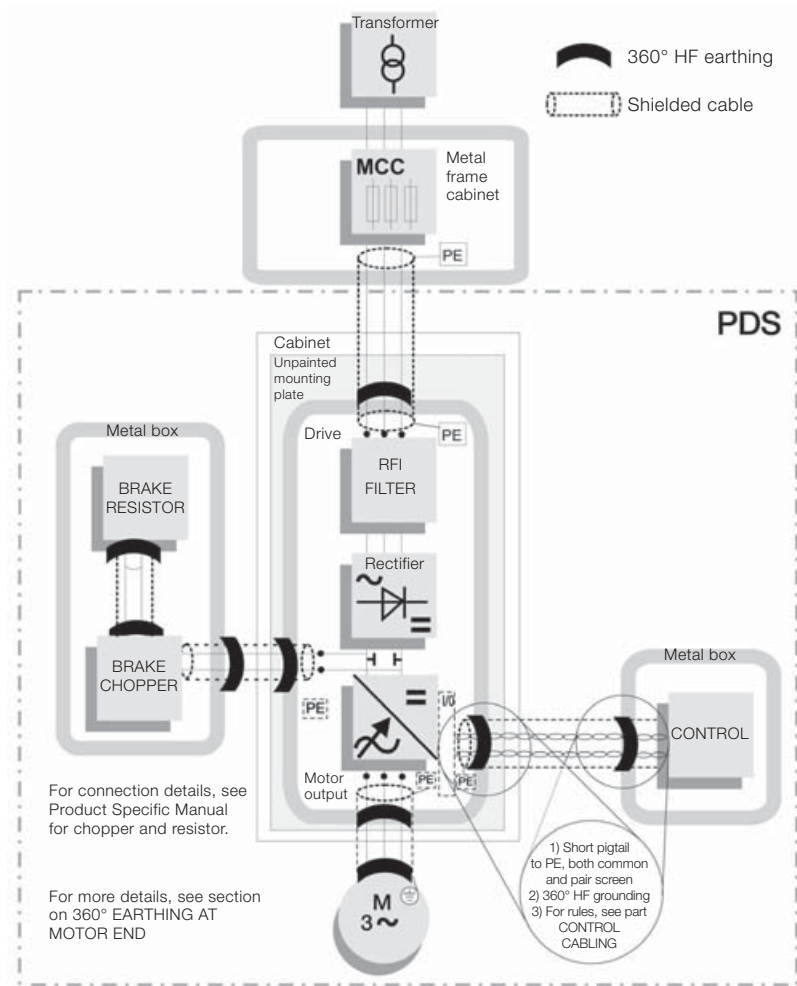 Transformer
360° HF earthing
Shielded cable
MCC
Metal
frame
cabinet
PE
PDS
Cabinet
Unpainted
mounting
plate
Drive
PE
RFI
FILTER
Metal box
BRAKE
RESISTOR
Rectifier
BRAKE
CHOPPER
PE
I/O
Metal box
CONTROL
Motor
output
PE
PE
For connection details, see
Product Specific Manual
for chopper and resistor.
1) Short pigtail
to PE, both common
and pair screen
2) 360° HF grounding
3) For rules, see part
CONTROL
CABLING
For more details, see section
on 360° EARTHING AT
MOTOR END
M
3~